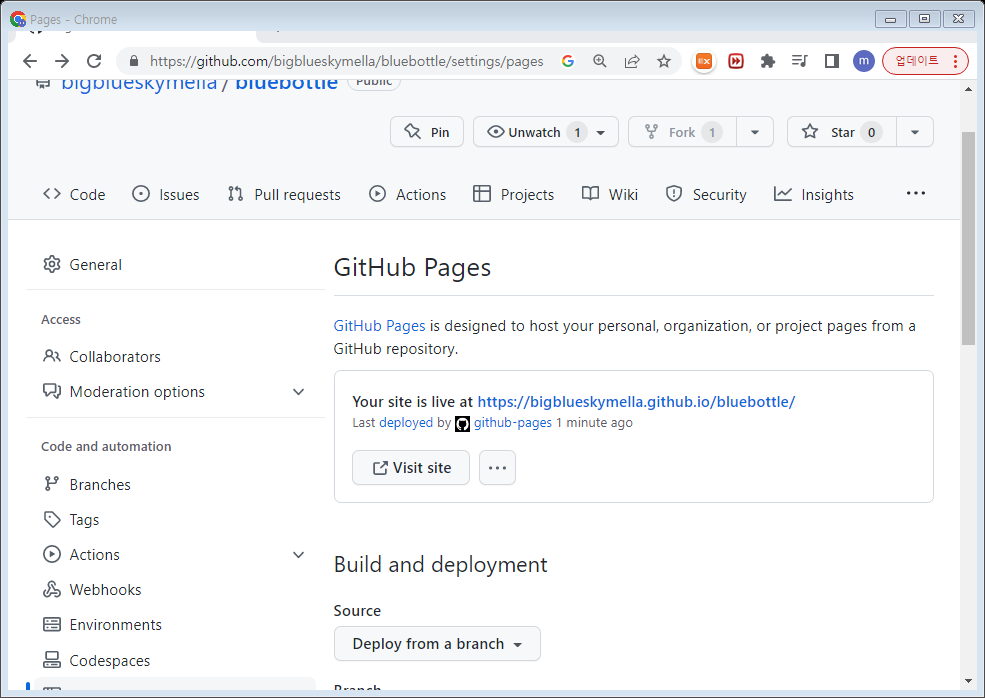 Pages - Chrome
https://github.com/bigblueskymella/bluebottle/settings/pages
업데이트
bigblueskymella / bluebottle Public
Pin
Unwatch 1
Fork 1
Star 0
Code
Issues
Pull requests
Actions
Projects
Wiki
Security
Insights
General
Access
Collaborators
Moderation options
Code and automation
Branches
Tags
Actions
Webhooks
Environments
Codespaces
GitHub Pages
GitHub Pages is designed to host your personal, organization, or project pages from a
GitHub repository.
Your site is live at https://bigblueskymella.github.io/bluebottle/
Last deployed by github-pages 1 minute ago
Visit site
Build and deployment
Source
Deploy from a branch
Branch